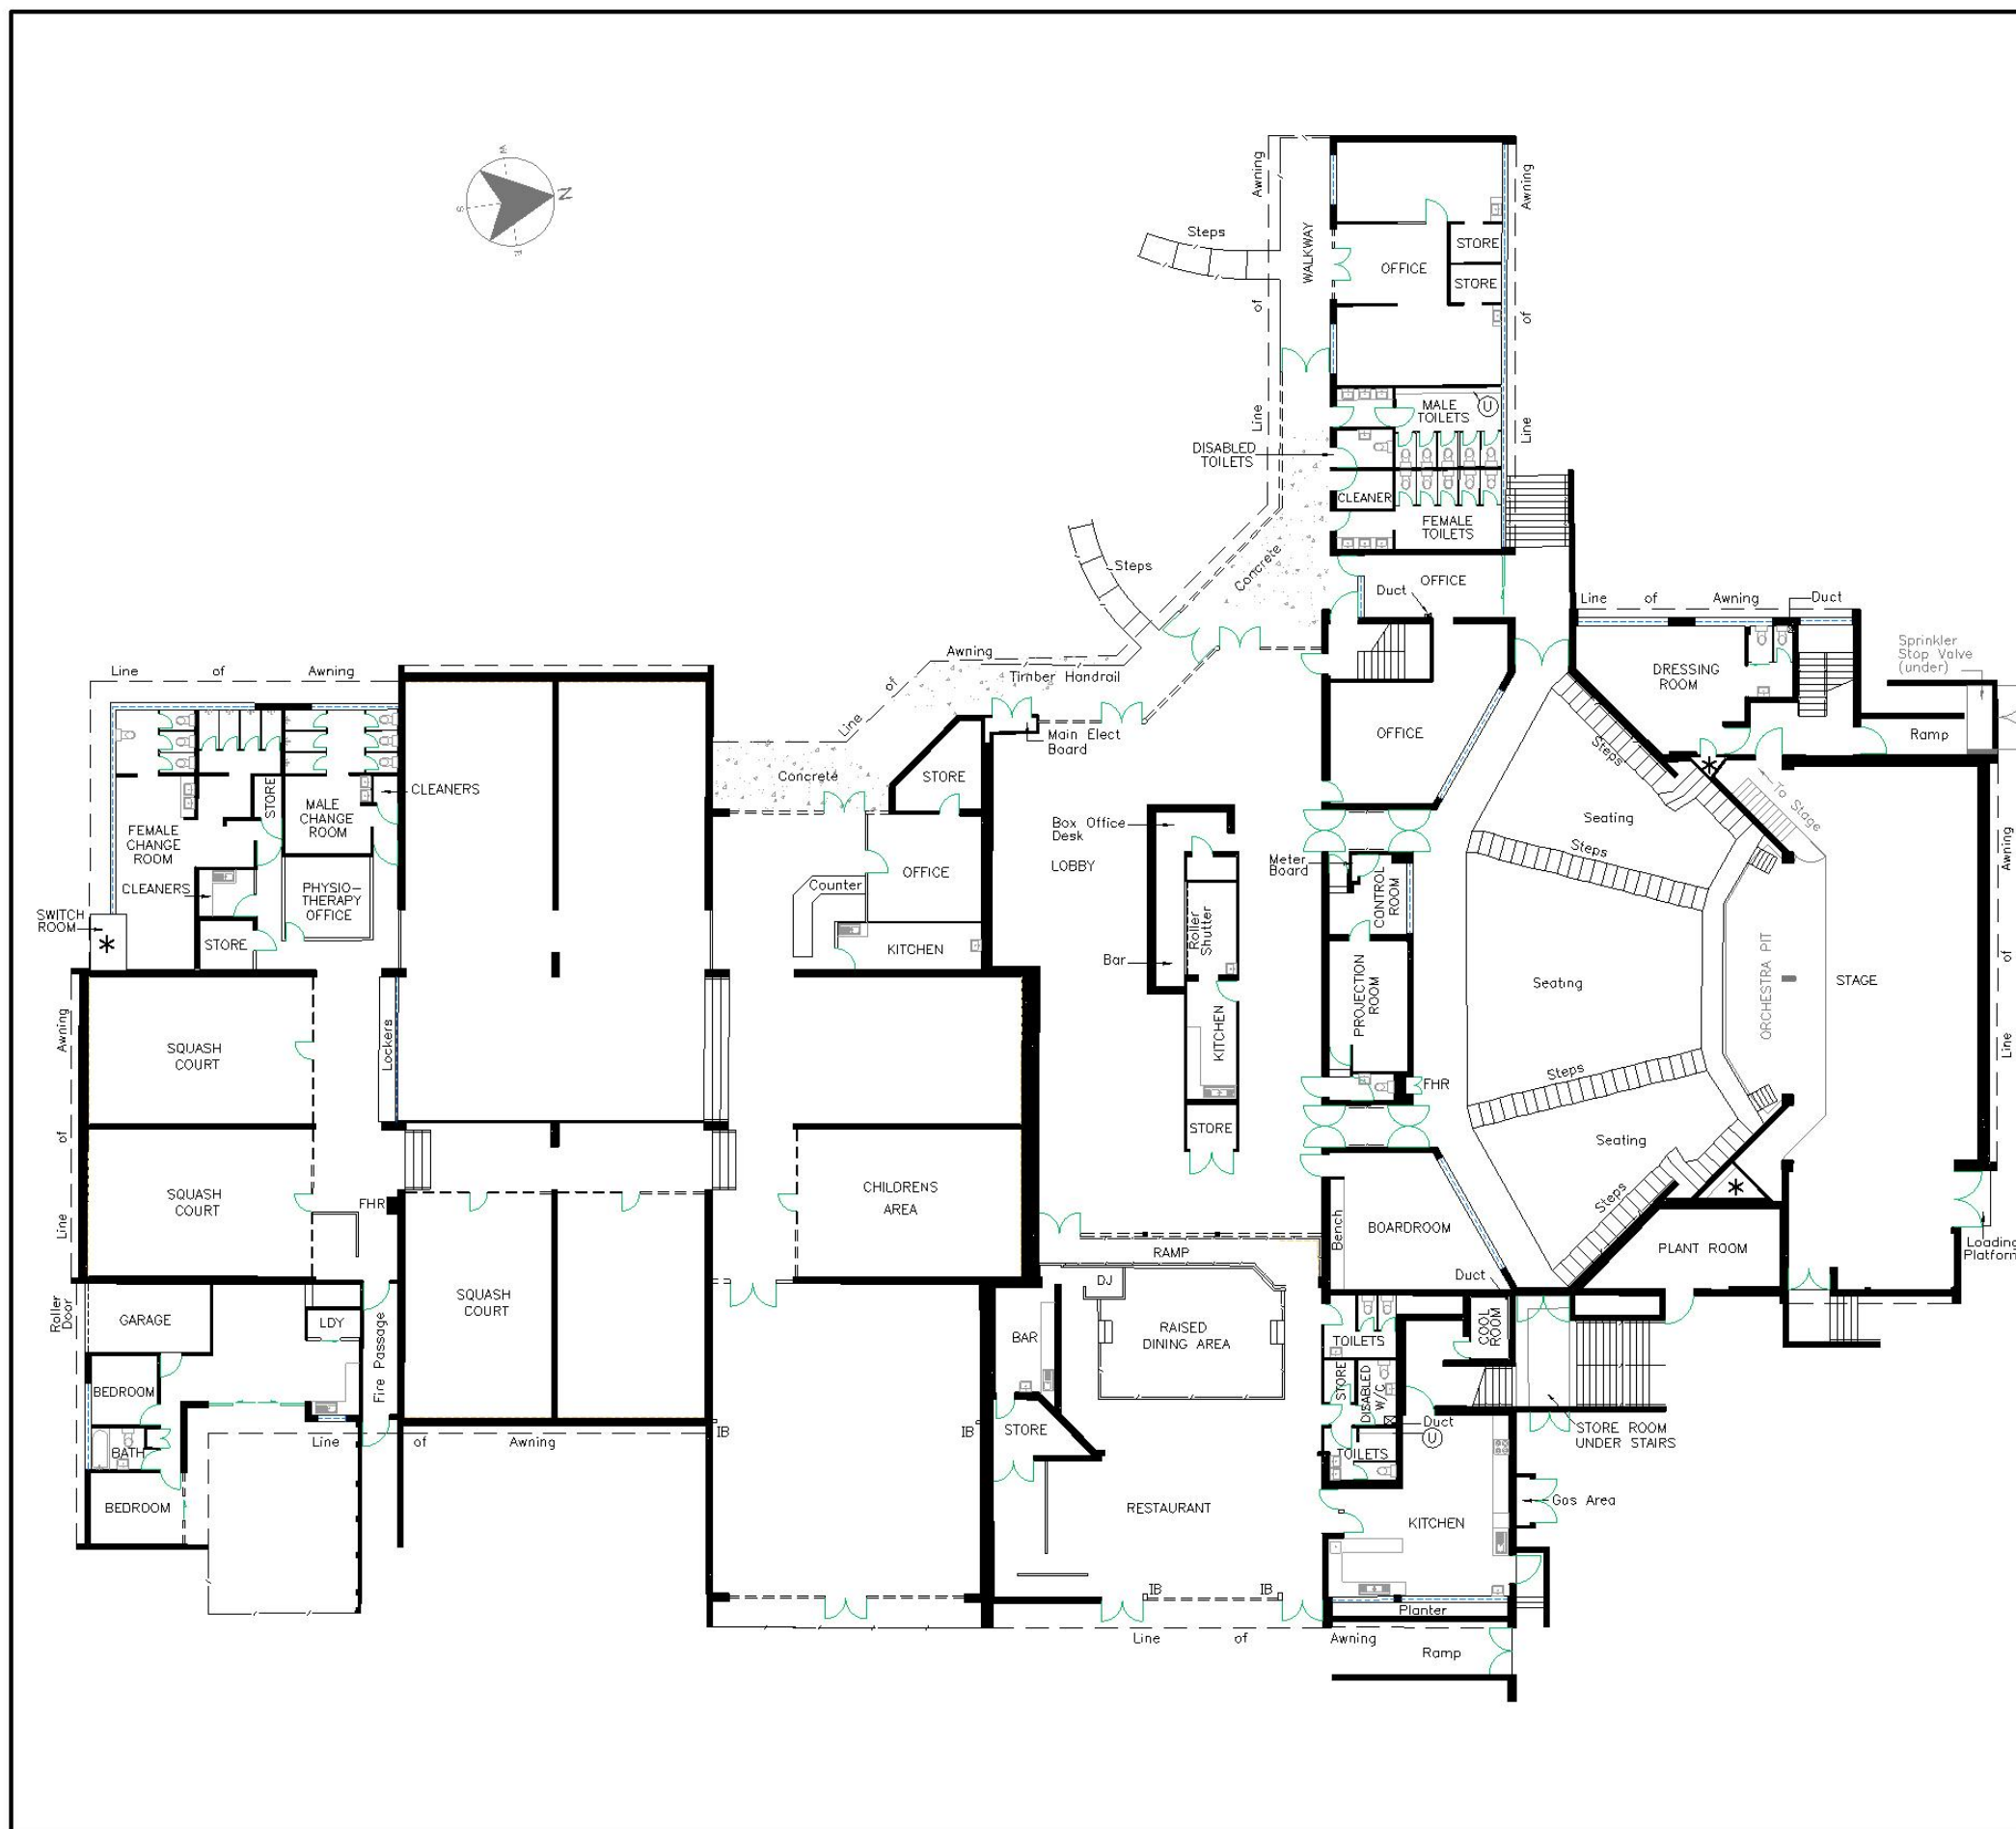 W
N
S
E
Awning
of
Line
WALKWAY
Steps
OFFICE
STORE
STORE
Awning
of
Line
MALE
TOILETS
U
DISABLED
TOILETS
CLEANER
FEMALE
TOILETS
Concrete
Steps
OFFICE
Duct
Line of Awning
Duct
DRESSING
ROOM
Sprinkler
Stop Valve
(under)
Ramp
Line of Awning
Line
of
Awning
Timber Handrail
Main Elect
Board
Concrete
STORE
OFFICE
Steps
*
To Stage
Seating
Steps
CLEANERS
STORE
MALE
CHANGE
ROOM
FEMALE
CHANGE
ROOM
CLEANERS
PHYSIO-
THERAPY
OFFICE
STORE
SWITCH
ROOM
*
Counter
OFFICE
KITCHEN
Box Office
Desk
LOBBY
Roller
Shutter
Bar
KITCHEN
STORE
Meter
Board
CONTROL
ROOM
PROJECTION
ROOM
FHR
Seating
ORCHESTRA PIT
STAGE
Awning
of
Line
Steps
Seating
Steps
*
Loading
Platform
PLANT ROOM
Awning
of
Line
SQUASH
COURT
Lockers
SQUASH
COURT
FHR
CHILDRENS
AREA
Bench
BOARDROOM
Duct
RAMP
DJ
RAISED
DINING AREA
BAR
STORE
RESTAURANT
TOILETS
STORE
DISABLED
W/C
COOL
ROOM
Duct
U
TOILETS
STORE ROOM
UNDER STAIRS
Gas Area
KITCHEN
Planter
Ramp
Roller
Door
GARAGE
LDY
Fire Passage
SQUASH
COURT
BEDROOM
BATH
BEDROOM
Line of Awning
IB
IB
IB
IB
Line of Awning